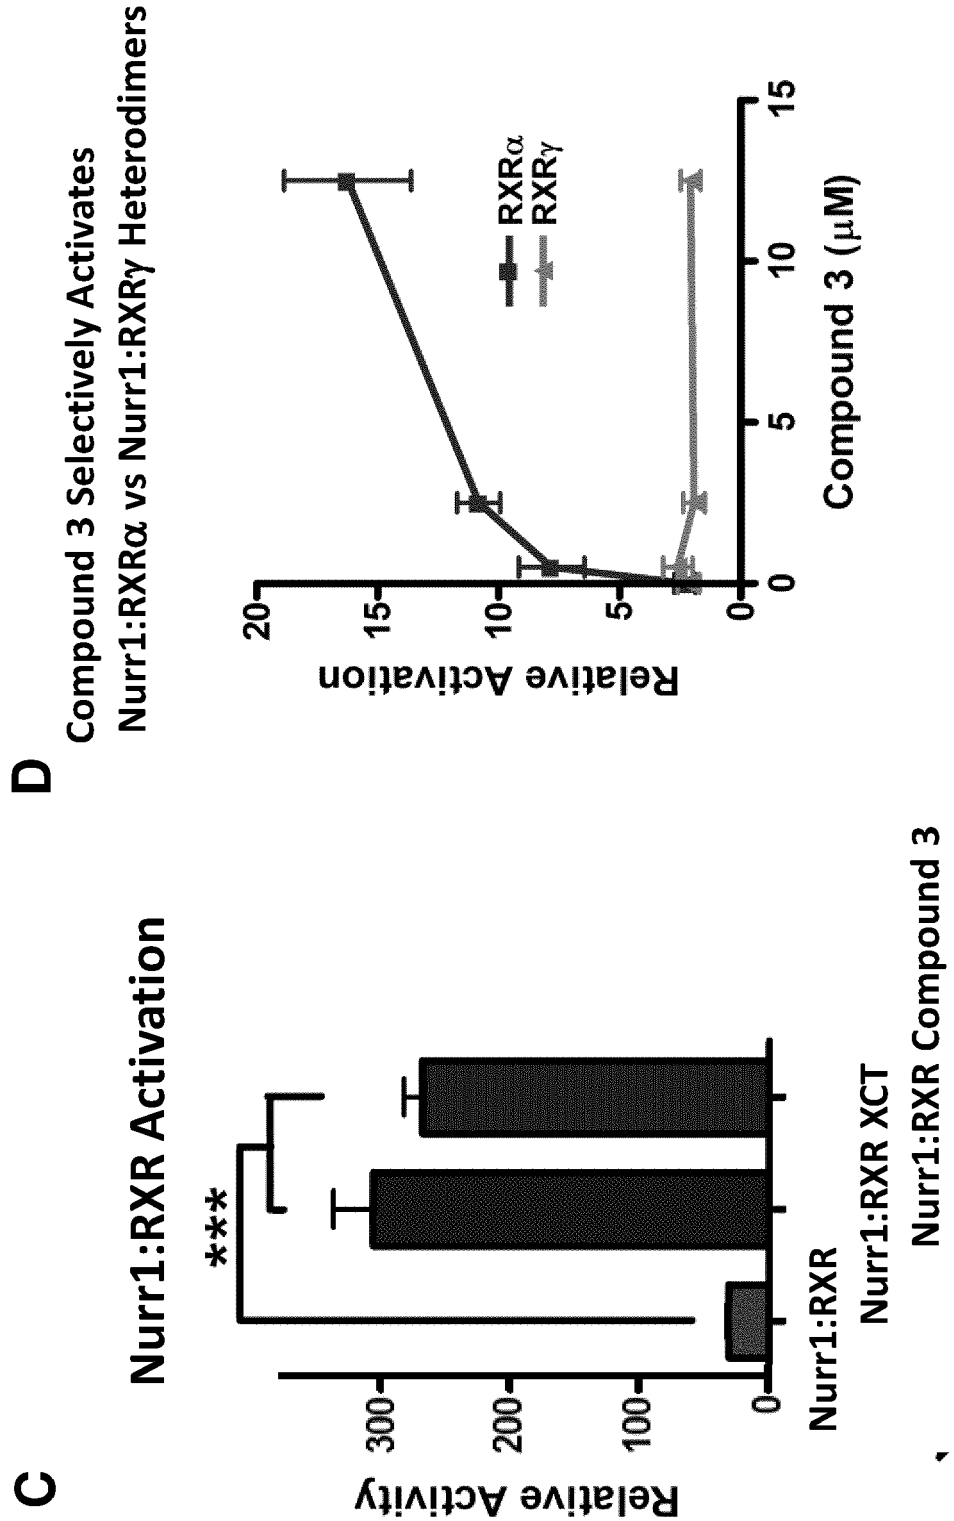 C
Nurr1:RXR Activation
***
Relative Activity
300
200
100
0
Nurr1:RXR
Nurr1:RXR XCT
Nurr1:RXR Compound 3
D
Compound 3 Selectively Activates
Nurr1:RXRα vs Nurr1:RXRγ Heterodimers
Relative Activation
20
15
10
5
0
RXRα
RXRγ
0
5
10
15
Compound 3 (μM)